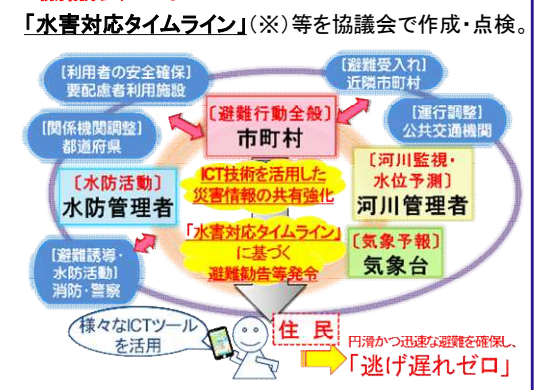 「水害対応タイムライン」(※)等を協議会で作成・点検。
[利用者の安全確保]
要配慮者利用施設
[避難受入れ]
近隣市町村
[関係機関調整]
都道府県
〔避難行動全般〕
市町村
[運行調整]
公共交通機関
〔水防活動〕
水防管理者
ICT技術を活用した
災害情報の共有強化
〔河川監視・
水位予測〕
河川管理者
「水害対応タイムライン」
に基づく
避難勧告等発令
〔気象予報〕
気象台
[避難誘導・
水防活動]
消防・警察
様々なICTツール
を活用
住 民
円滑かつ迅速な避難を確保し、
「逃げ遅れゼロ」